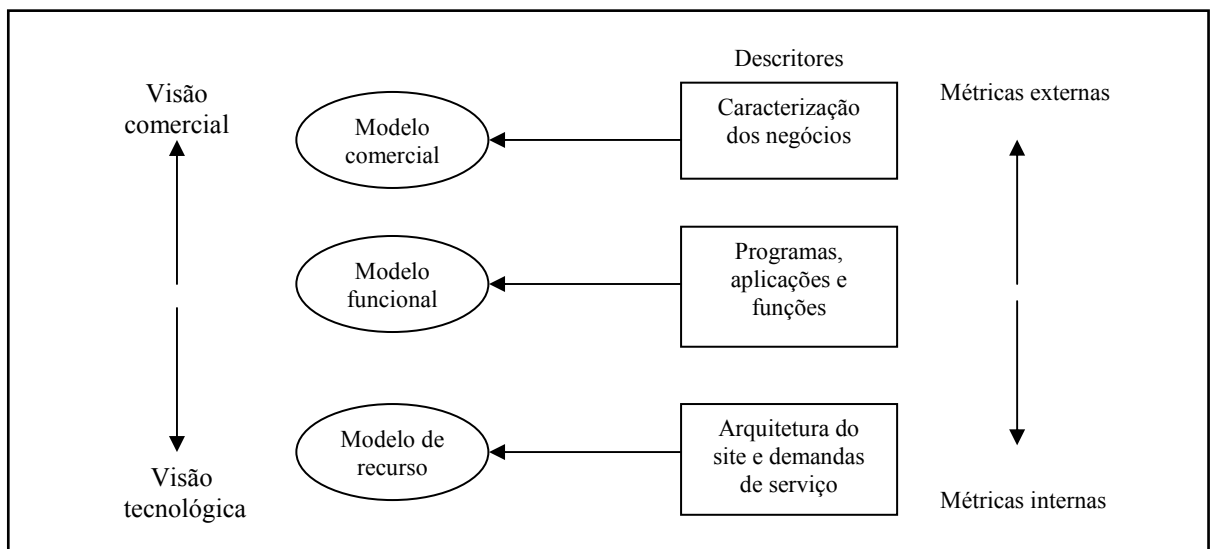 Descritores
Visão
comercial
Modelo
comercial
Caracterização
dos negócios
Métricas externas
Modelo
funcional
Programas,
aplicações e
funções
Modelo de
recurso
Arquitetura do
site e demandas
de serviço
Visão
tecnológica
Métricas internas